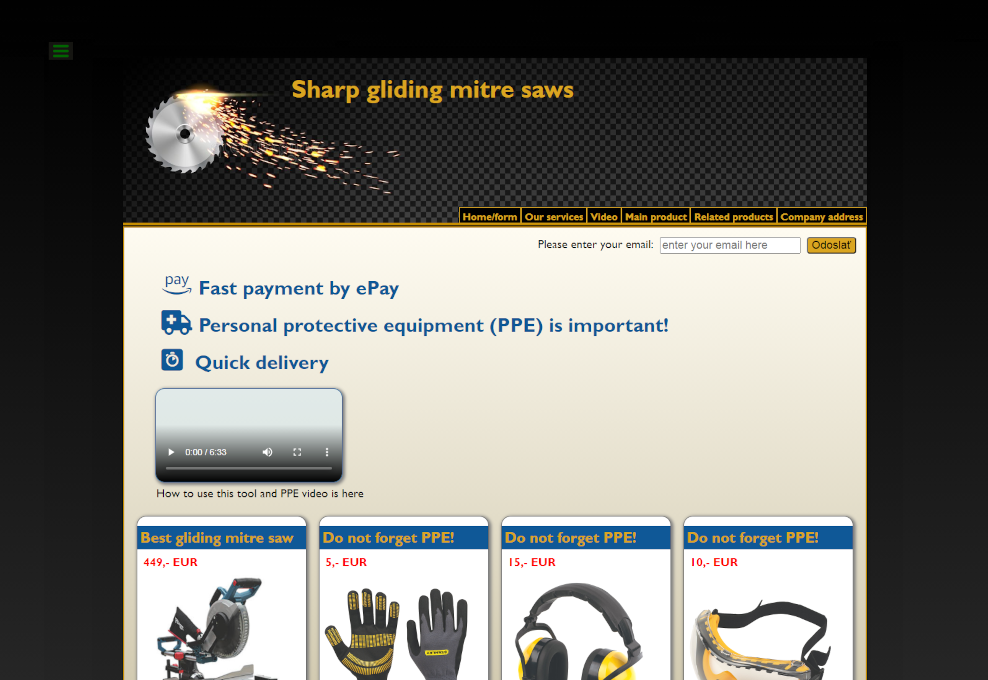 Sharp gliding mitre saws
Home/form Our services Video Main product Related products Company address
Please enter your email: enter your email here Odoslať
pay Fast payment by ePay
Personal protective equipment (PPE) is important!
Quick delivery
0:00 / 6:33
How to use this tool and PPE video is here
Best gliding mitre saw Do not forget PPE! Do not forget PPE! Do not forget PPE!
449,- EUR 5,- EUR 15,- EUR 10,- EUR